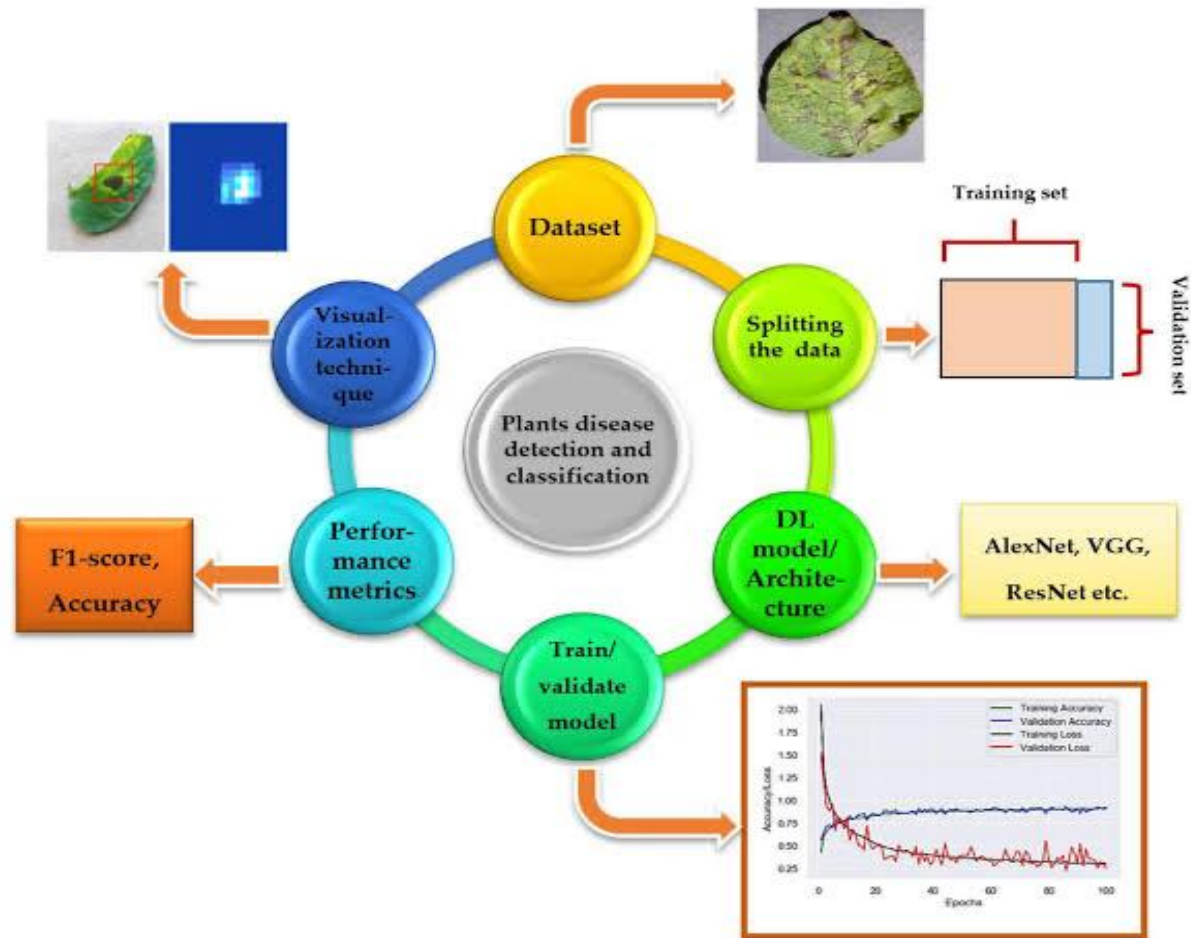 Dataset
Training set
Validation set
Splitting
the data
Visual-
ization
techni-
que
Plants disease
detection and
classification
DL
model/
Archite-
cture
AlexNet, VGG,
ResNet etc.
Perfor-
mance
metrics
F1-score,
Accuracy
Train/
validate
model
2.00
1.75
1.50
1.25
1.00
0.75
0.50
0.25
Accuracy/Loss
Training Accuracy
Validation Accuracy
Training Loss
Validation Loss
0 20 40 60 80 100
Epochs